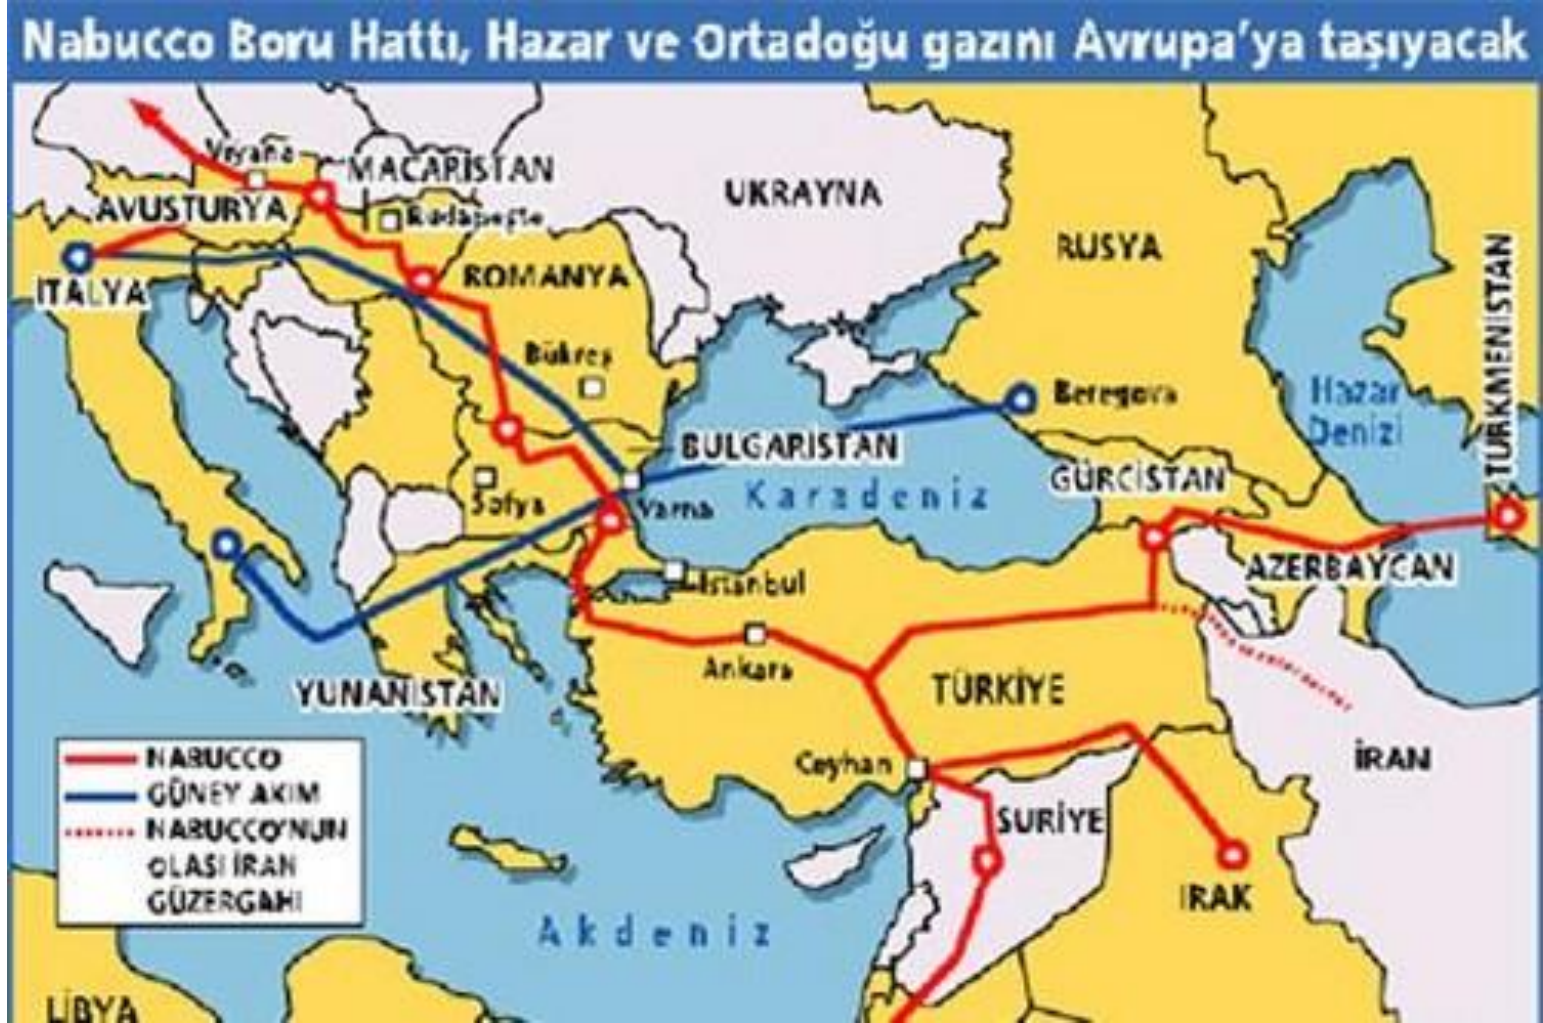 Nabucco Boru Hattı, Hazar ve Ortadoğu gazını Avrupa'ya taşıyacak
Viyana
MACARİSTAN
AVUSTURYA
Budapeşte
UKRAYNA
RUSYA
İTALYA
ROMANYA
TÜRKMENİSTAN
Bükreş
Beregova
Hazar
Denizi
BULGARİSTAN
GÜRCİSTAN
Sofya
Varna
Karadeniz
AZERBAYCAN
İstanbul
Ankara
YUNANİSTAN
TÜRKİYE
İRAN
Ceyhan
SURİYE
IRAK
NABUCCO
GÜNEY AKIM
NABUCCO'NUN
OLASI İRAN
GÜZERGAHI
Akdeniz
LİBYA